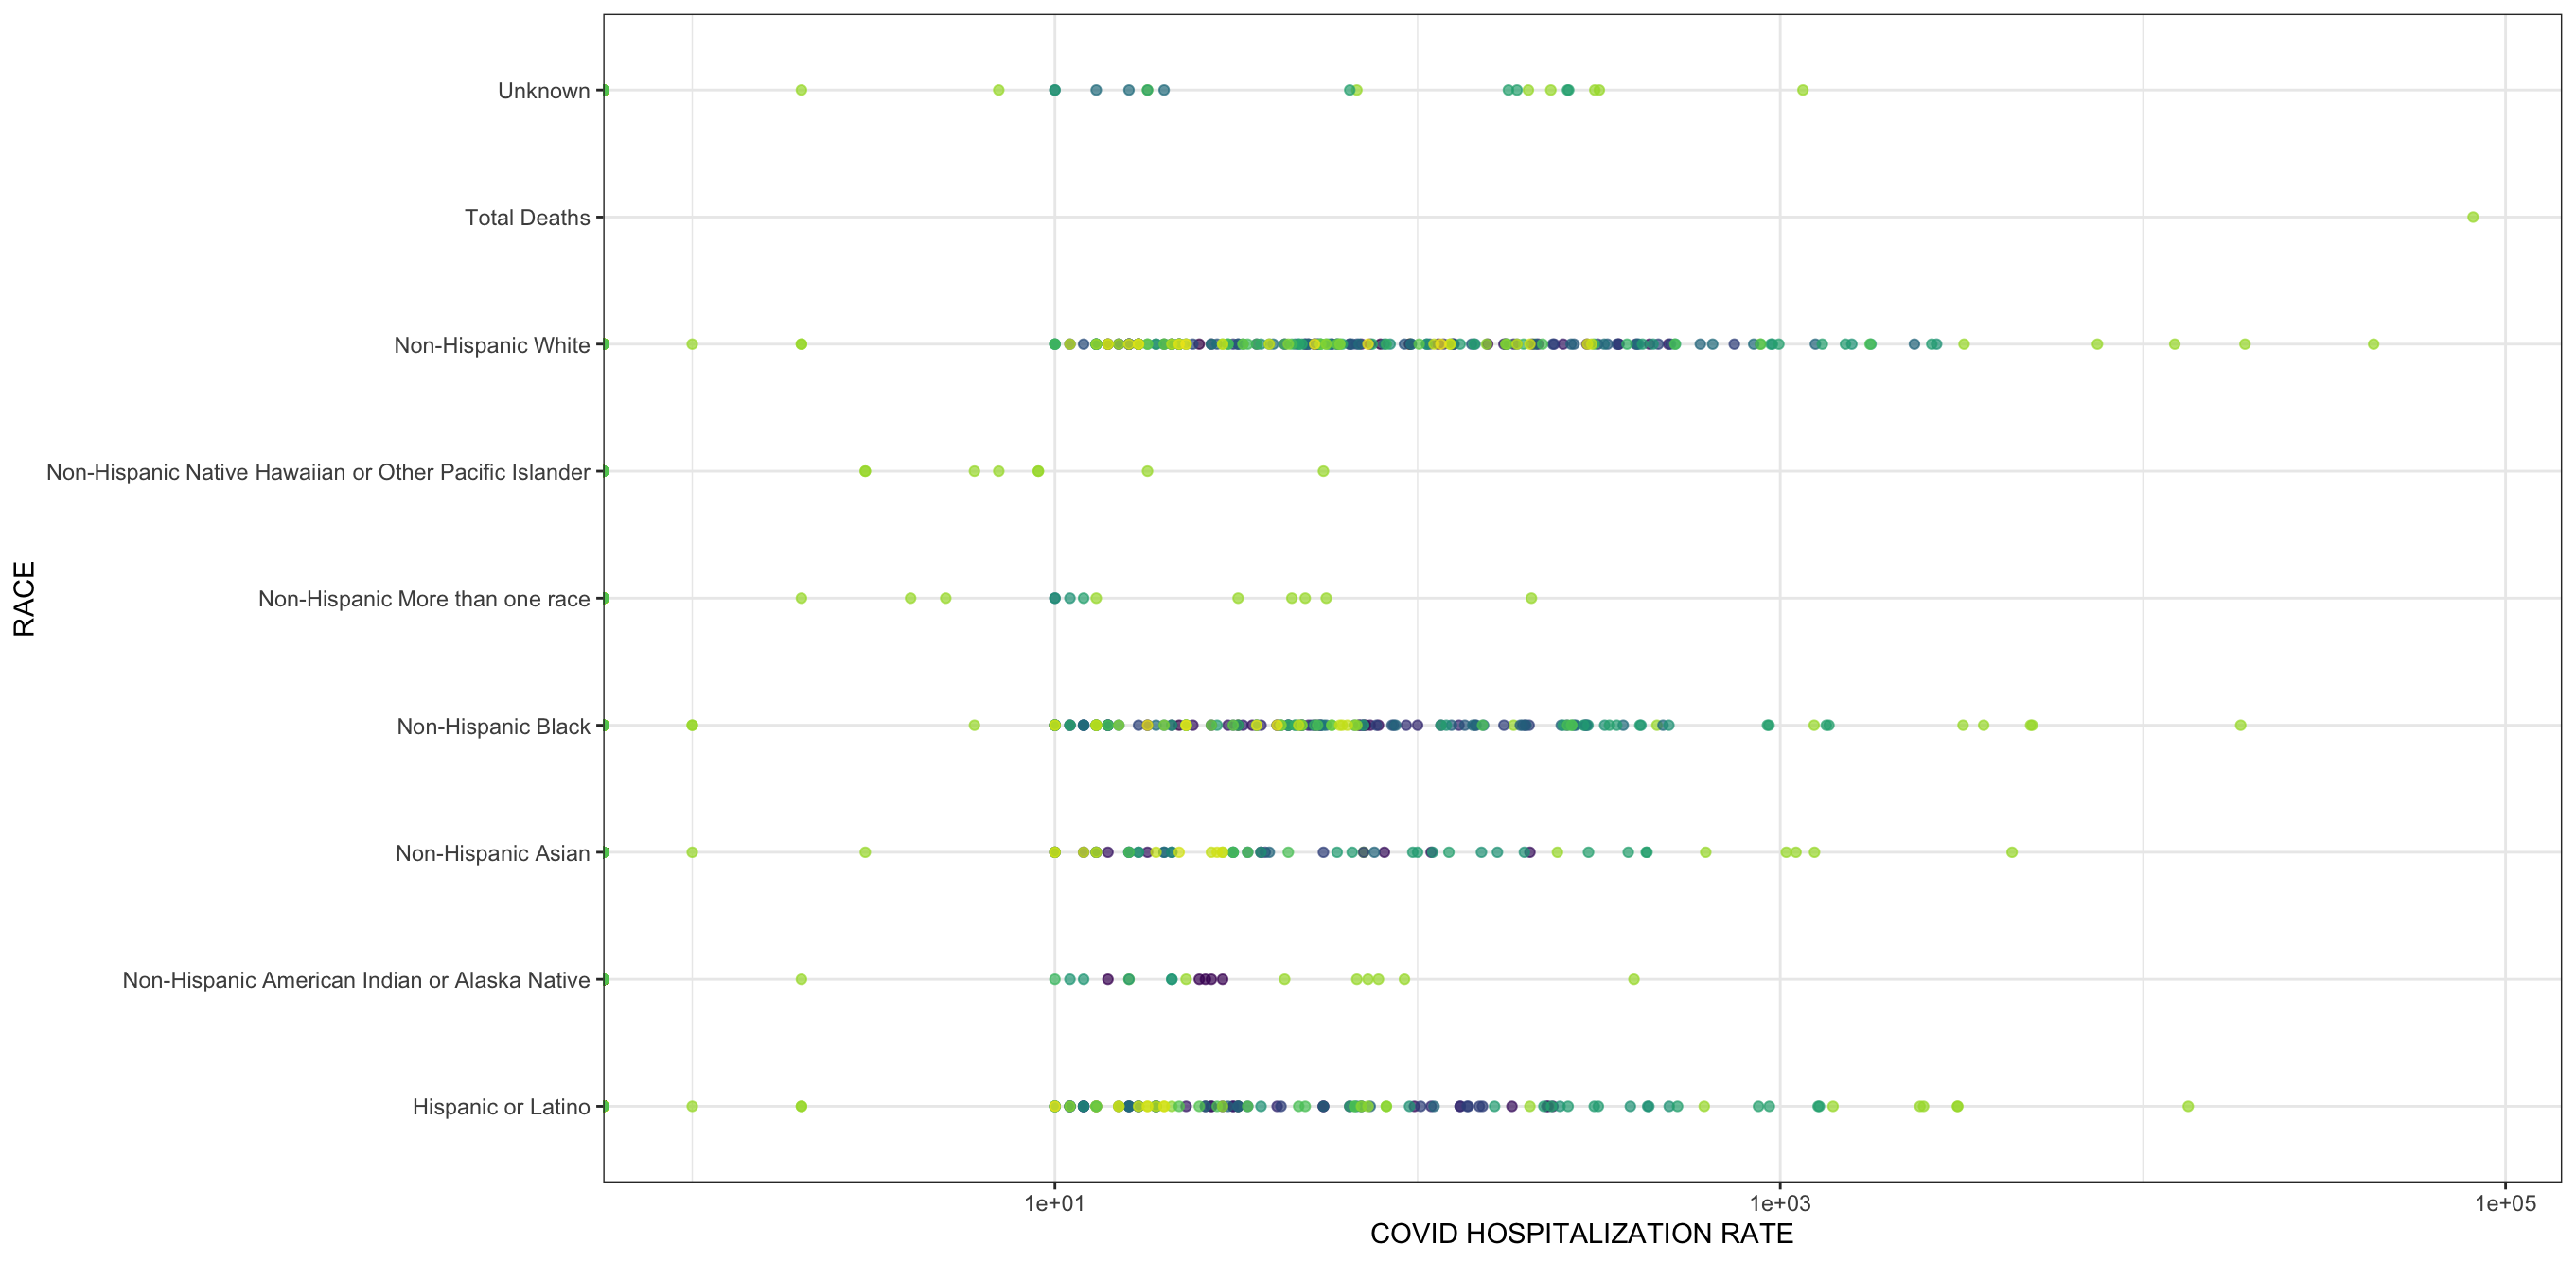 Unknown
Total Deaths
Non-Hispanic White
Non-Hispanic Native Hawaiian or Other Pacific Islander
Non-Hispanic More than one race
Non-Hispanic Black
Non-Hispanic Asian
Non-Hispanic American Indian or Alaska Native
Hispanic or Latino
RACE
1e+01 1e+03 1e+05
COVID HOSPITALIZATION RATE